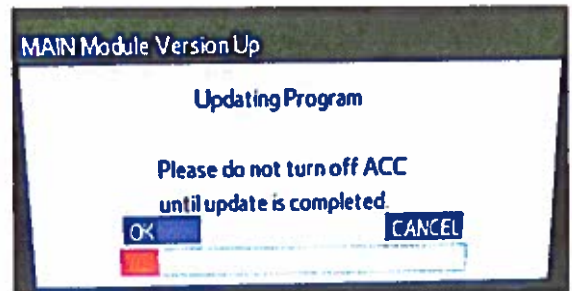 MAIN Module Version Up
Updating Program
Please do not turn off ACC
until update is completed.
OK CANCEL